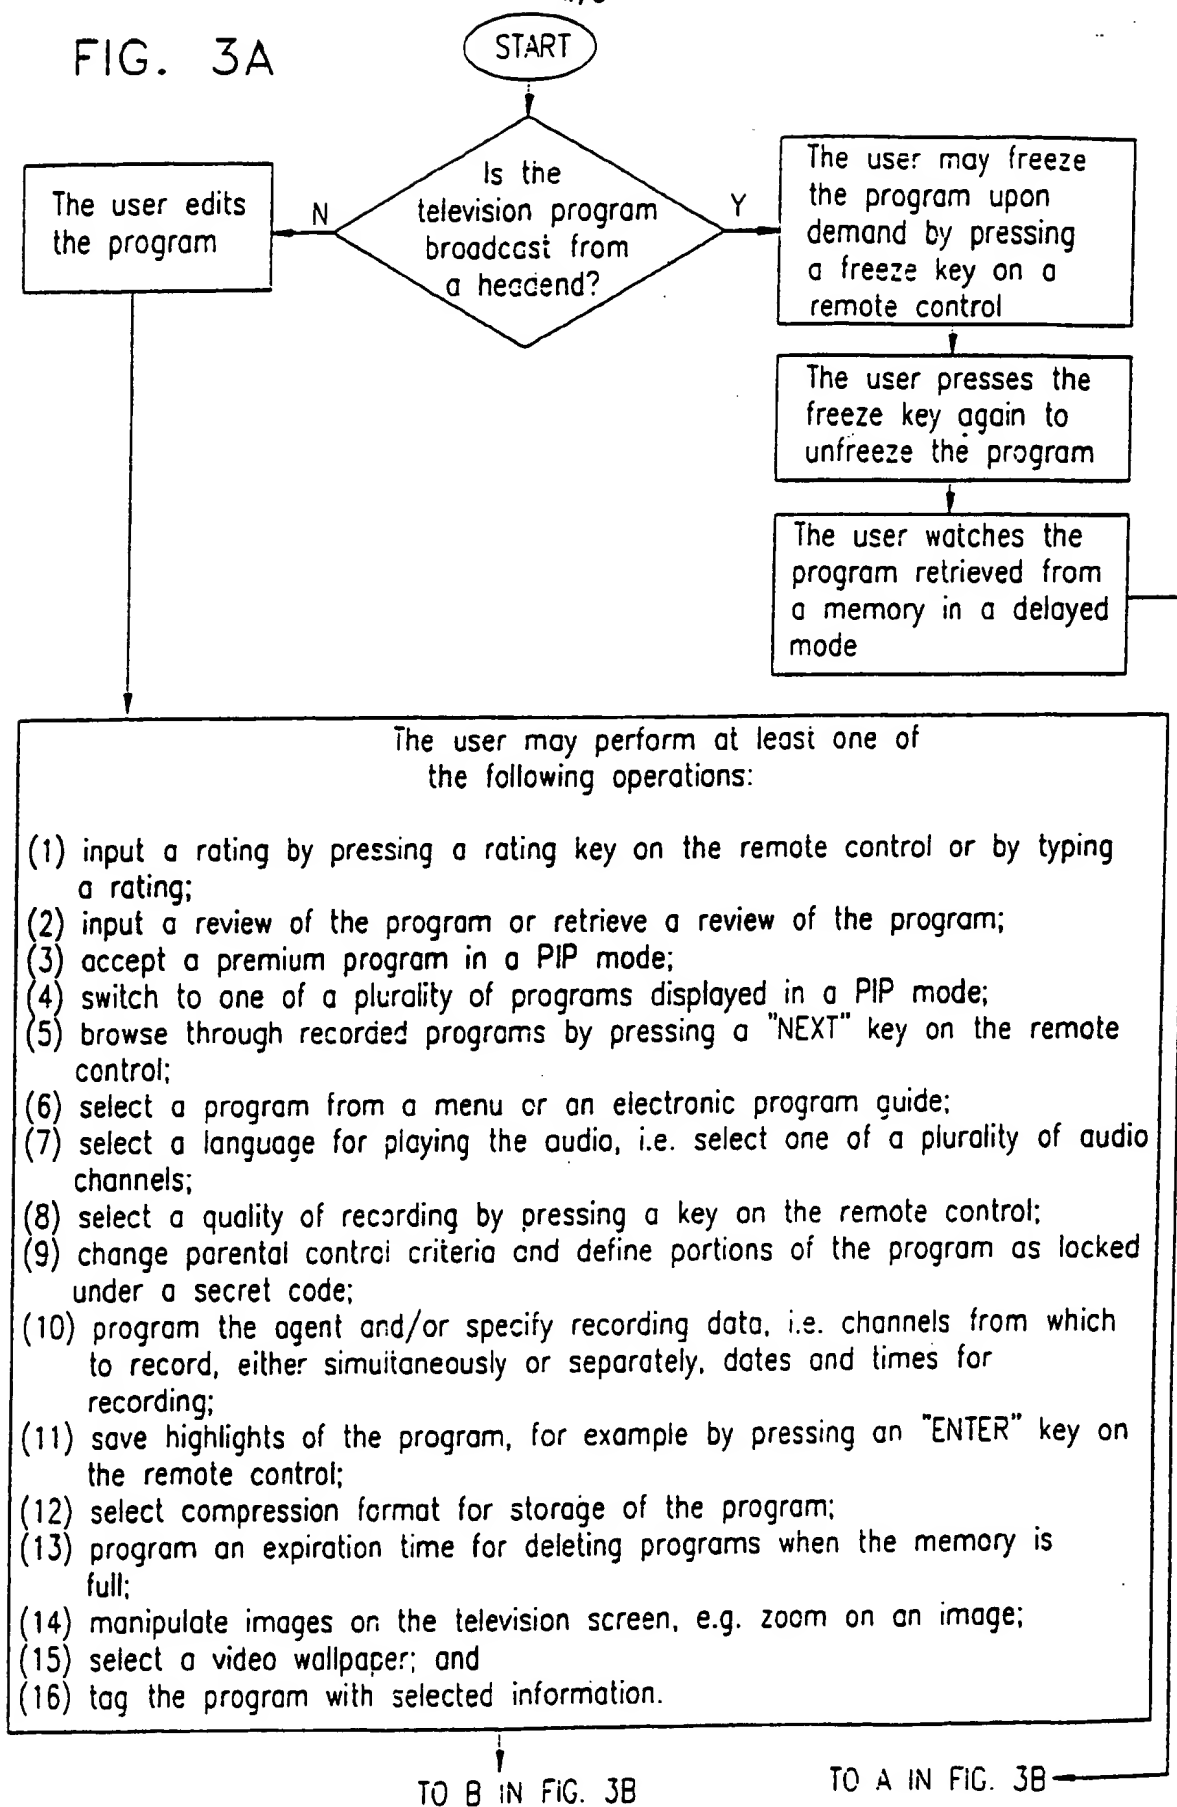 FIG. 3A
START
Is the
television program
broadcast from
a headend?
N
Y
The user edits
the program
The user may freeze
the program upon
demand by pressing
a freeze key on a
remote control
The user presses the
freeze key again to
unfreeze the program
The user watches the
program retrieved from
a memory in a delayed
mode
The user may perform at least one of
the following operations:
(1) input a rating by pressing a rating key on the remote control or by typing
a rating;
(2) input a review of the program or retrieve a review of the program;
(3) accept a premium program in a PIP mode;
(4) switch to one of a plurality of programs displayed in a PIP mode;
(5) browse through recorded programs by pressing a "NEXT" key on the remote
control;
(6) select a program from a menu or an electronic program guide;
(7) select a language for playing the audio, i.e. select one of a plurality of audio
channels;
(8) select a quality of recording by pressing a key on the remote control;
(9) change parental control criteria and define portions of the program as locked
under a secret code;
(10) program the agent and/or specify recording data, i.e. channels from which
to record, either simultaneously or separately, dates and times for
recording;
(11) save highlights of the program, for example by pressing an "ENTER" key on
the remote control;
(12) select compression format for storage of the program;
(13) program an expiration time for deleting programs when the memory is
full;
(14) manipulate images on the television screen, e.g. zoom on an image;
(15) select a video wallpaper; and
(16) tag the program with selected information.
TO B IN FIG. 3B
TO A IN FIG. 3B